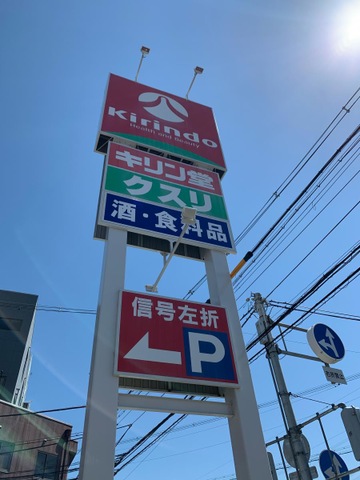 Kirindo
Health and Beauty
キリン堂
クスリ
酒・食料品
信号左折
P